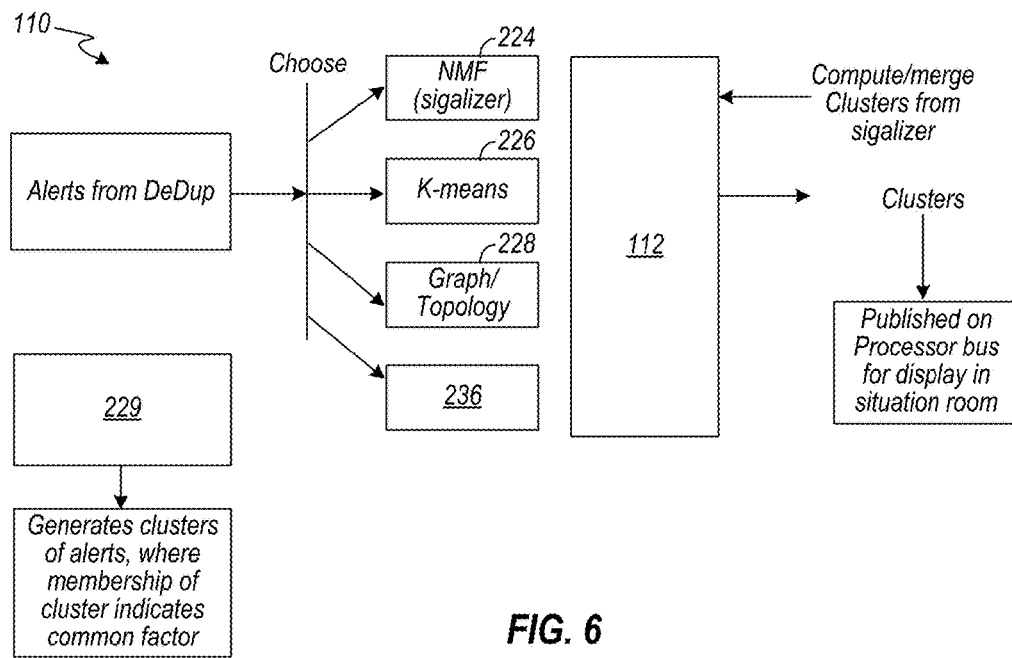 110
Choose
Alerts from DeDup
224
NMF
(sigalizer)
226
K-means
228
Graph/
Topology
236
112
Compute/merge
Clusters from
sigalizer
Clusters
Published on
Processor bus
for display in
situation room
229
Generates clusters
of alerts, where
membership of
cluster indicates
common factor
FIG. 6